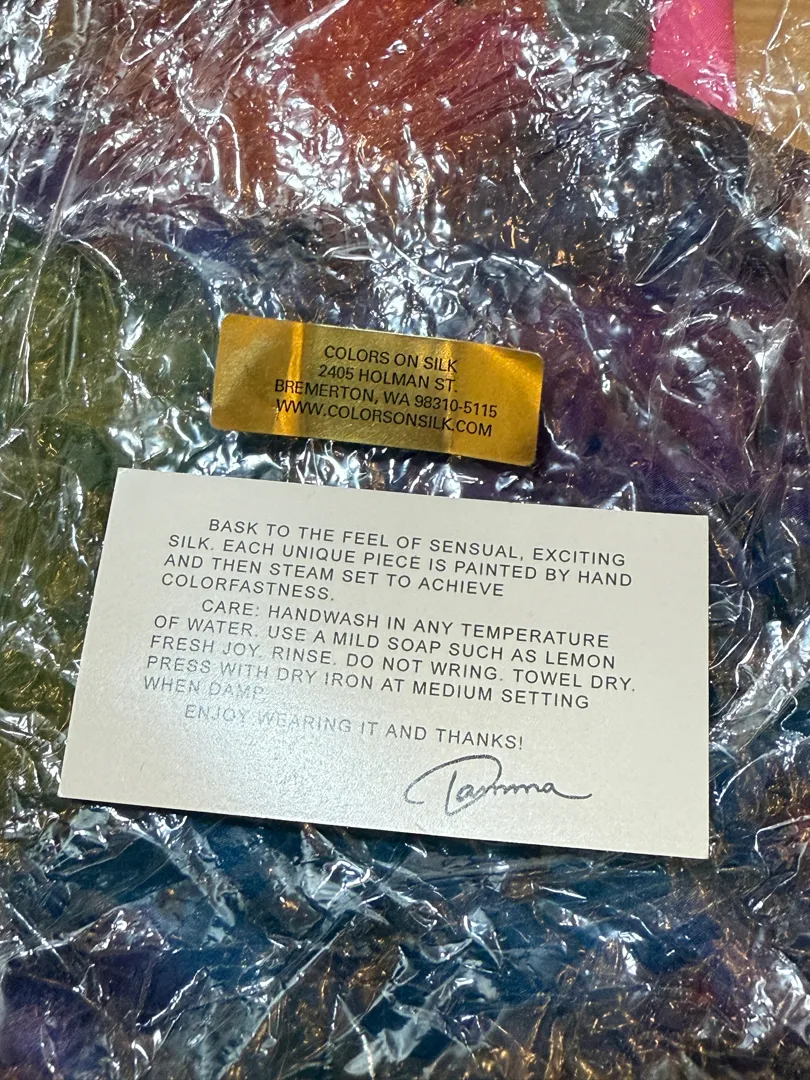 COLORS ON SILK
2405 HOLMAN ST.
BREMERTON, WA 98310-5115
WWW.COLORSONSILK.COM
BASK TO THE FEEL OF SENSUAL, EXCITING
SILK. EACH UNIQUE PIECE IS PAINTED BY HAND
AND THEN STEAM SET TO ACHIEVE
COLORFASTNESS.
CARE: HANDWASH IN ANY TEMPERATURE
OF WATER. USE A MILD SOAP SUCH AS LEMON
FRESH JOY. RINSE. DO NOT WRING. TOWEL DRY.
PRESS WITH DRY IRON AT MEDIUM SETTING
WHEN DAMP.
ENJOY WEARING IT AND THANKS!